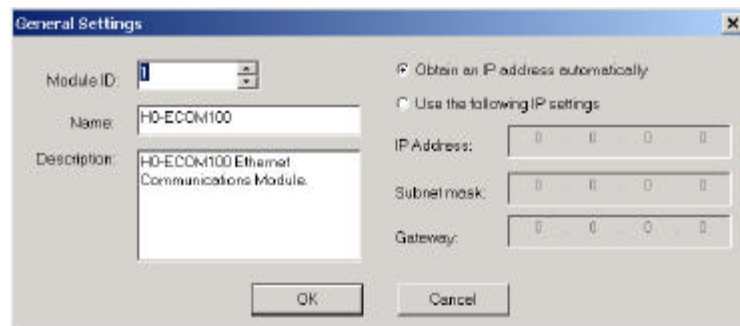 General Settings
Module ID: 1
Name: H0-ECOM100
Description: H0-ECOM100 Ethernet
Communications Module.
Obtain an IP address automatically
Use the following IP settings
IP Address: 0 . 0 . 0 . 0
Subnet mask: 0 . 0 . 0 . 0
Gateway: 0 . 0 . 0 . 0
OK
Cancel